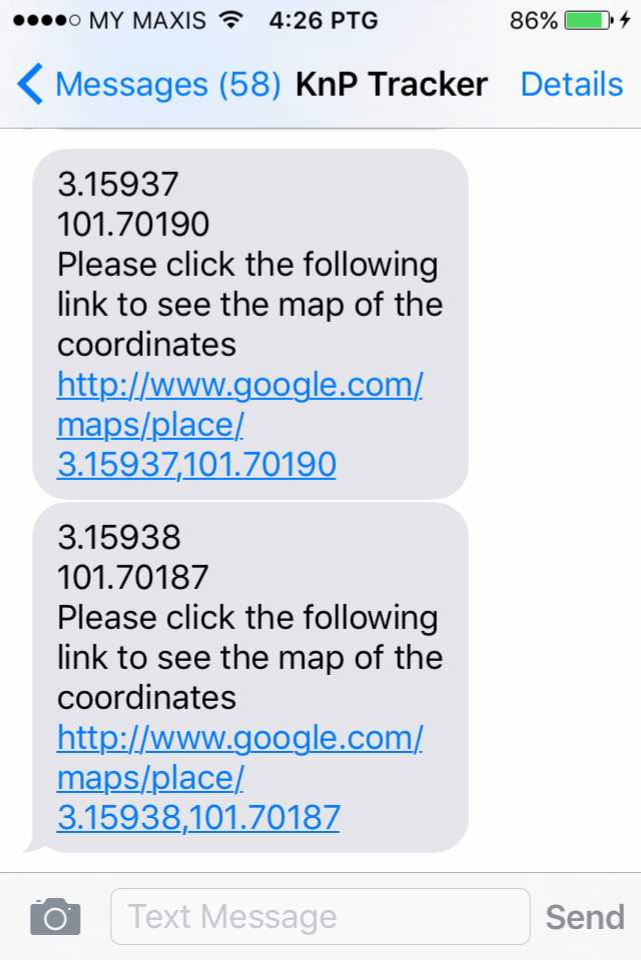 MY MAXIS 4:26 PTG 86%
Messages (58) KnP Tracker Details
3.15937
101.70190
Please click the following
link to see the map of the
coordinates
http://www.google.com/
maps/place/
3.15937,101.70190
3.15938
101.70187
Please click the following
link to see the map of the
coordinates
http://www.google.com/
maps/place/
3.15938,101.70187
Text Message Send